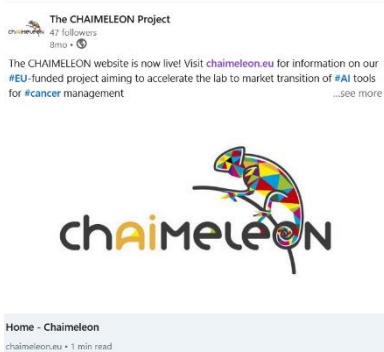 The CHAIMELEON Project
chaimeleon
47 followers
8mo •
The CHAIMELEON website is now live! Visit chaimeleon.eu for information on our
#EU-funded project aiming to accelerate the lab to market transition of #AI tools
for #cancer management
...see more
chaiMeleoN
Home - Chaimeleon
chaimeleon.eu • 1 min read